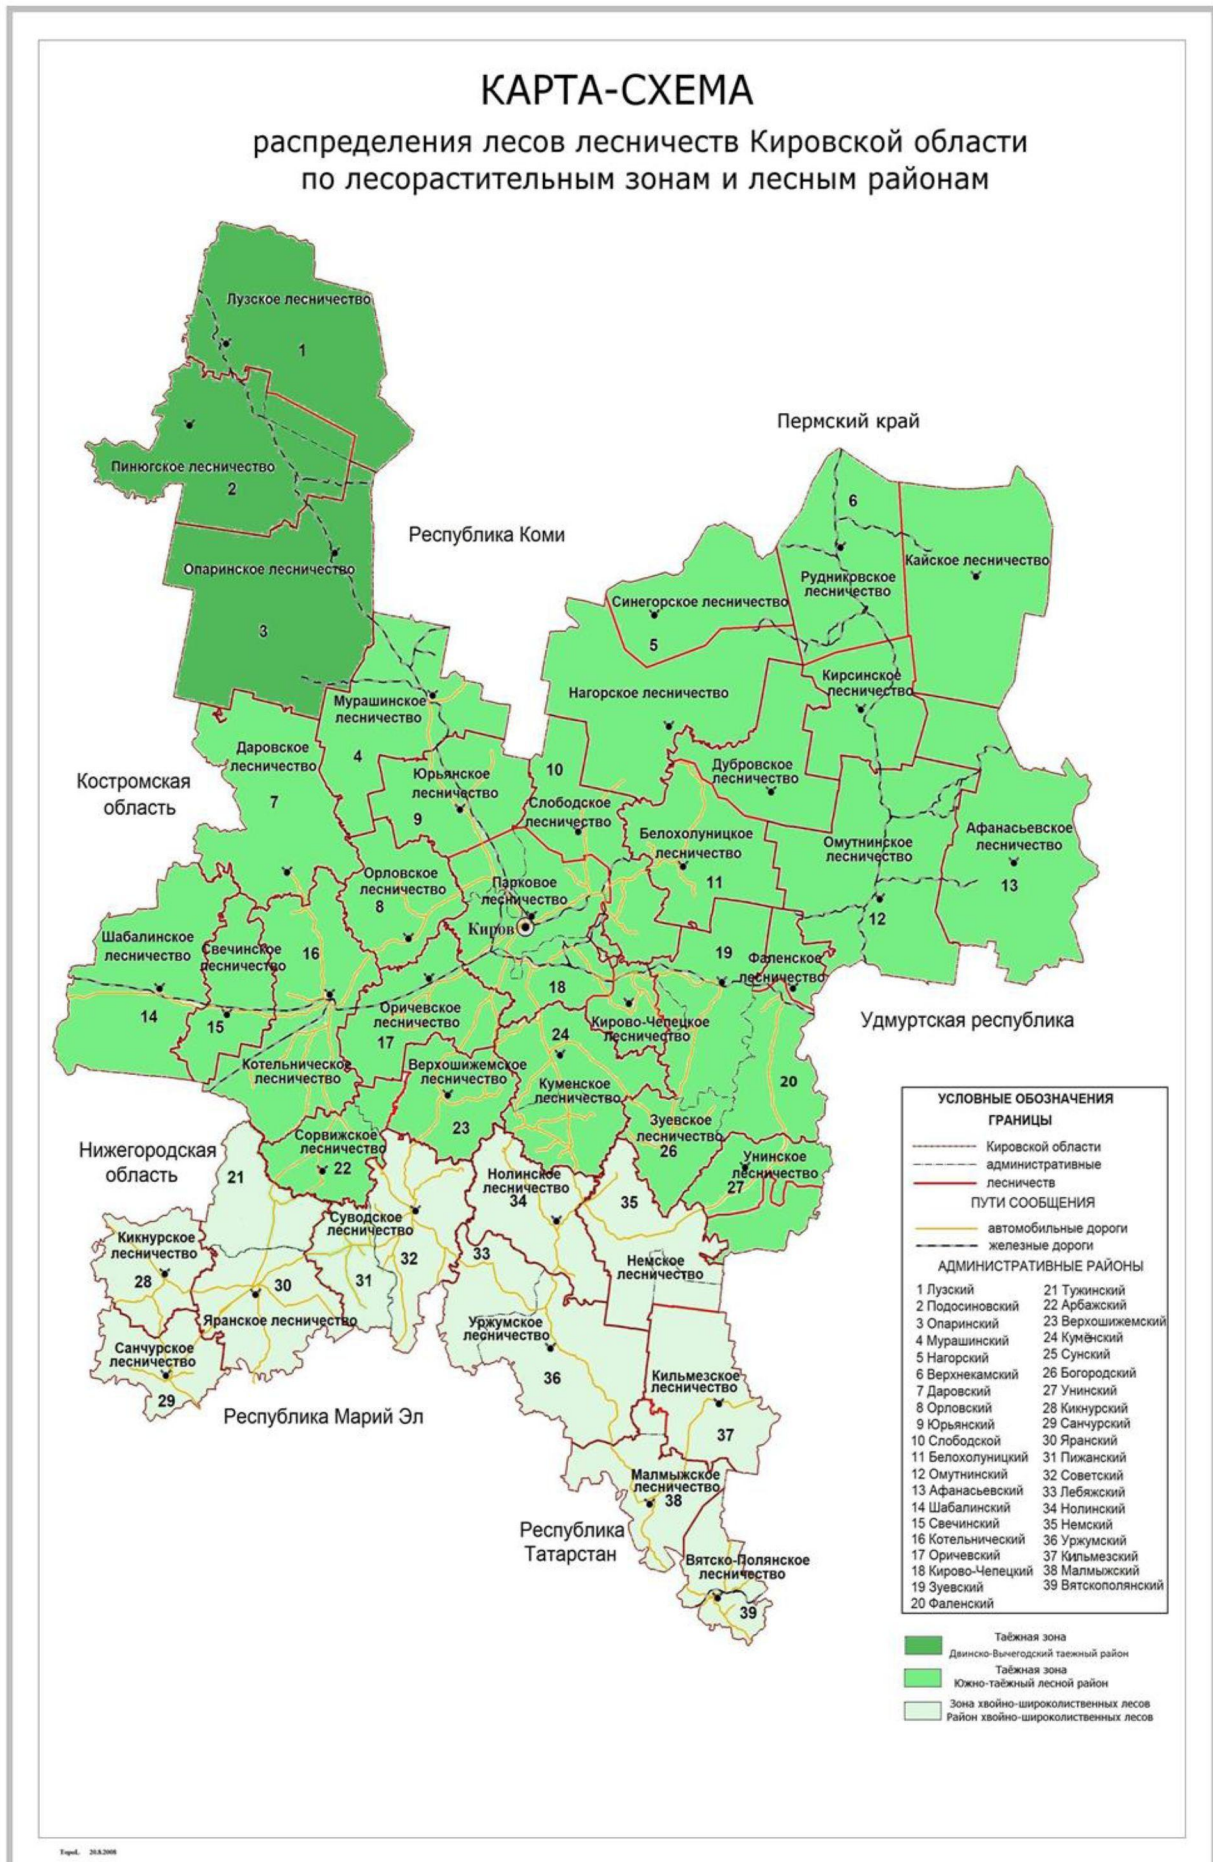 КАРТА-СХЕМА
распределения лесов лесничеств Кировской области
по лесорастительным зонам и лесным районам
Лузское лесничество
1
Пермский край
Пинюгское лесничество
2
6
Республика Коми
Кайское лесничество
Опаринское лесничество
Рудниковское
лесничество
Синегорское лесничество
3
5
Кирсинское
лесничество
Нагорское лесничество
Мурашинское
лесничество
Даровское
лесничество
4
Костромская
область
7
Юрьянское
лесничество
9
10
Дубровское
лесничество
Слободское
лесничество
Белохолуницкое
лесничество
11
Омутнинское
лесничество
12
Афанасьевское
лесничество
13
Орловское
лесничество
8
Парковое
лесничество
Киров
Шабалинское
лесничество
14
Свечинское
лесничество
15
16
19
Фаленское
лесничество
18
Оричевское
лесничество
17
24
Кирово-Чепецкое
лесничество
Удмуртская республика
Котельническое
лесничество
Верхошижемское
лесничество
23
Куменское
лесничество
20
Зуевское
лесничество
26
Нижегородская
область
Сорвижское
лесничество
22
Унинское
лесничество
27
21
Нолинское
лесничество
34
35
Кикнурское
лесничество
28
Суводское
лесничество
32
31
33
Немское
лесничество
30
Яранское лесничество
Уржумское
лесничество
36
Санчурское
лесничество
29
Кильмезское
лесничество
37
Республика Марий Эл
Малмыжское
лесничество
38
Республика
Татарстан
Вятско-Полянское
лесничество
39
УСЛОВНЫЕ ОБОЗНАЧЕНИЯ
ГРАНИЦЫ
Кировской области
административные
лесничеств
ПУТИ СООБЩЕНИЯ
автомобильные дороги
железные дороги
АДМИНИСТРАТИВНЫЕ РАЙОНЫ
1 Лузский
2 Подосиновский
3 Опаринский
4 Мурашинский
5 Нагорский
6 Верхнекамский
7 Даровский
8 Орловский
9 Юрьянский
10 Слободской
11 Белохолуницкий
12 Омутнинский
13 Афанасьевский
14 Шабалинский
15 Свечинский
16 Котельнический
17 Оричевский
18 Кирово-Чепецкий
19 Зуевский
20 Фаленский
21 Тужинский
22 Арбажский
23 Верхошижемский
24 Кумёнский
25 Сунский
26 Богородский
27 Унинский
28 Кикнурский
29 Санчурский
30 Яранский
31 Пижанский
32 Советский
33 Лебяжский
34 Нолинский
35 Немский
36 Уржумский
37 Кильмезский
38 Малмыжский
39 Вятскополянский
Таёжная зона
Двинско-Вычегодский таежный район
Таёжная зона
Южно-таёжный лесной район
Зона хвойно-широколиственных лесов
Район хвойно-широколиственных лесов
TopoL 20.8.2008